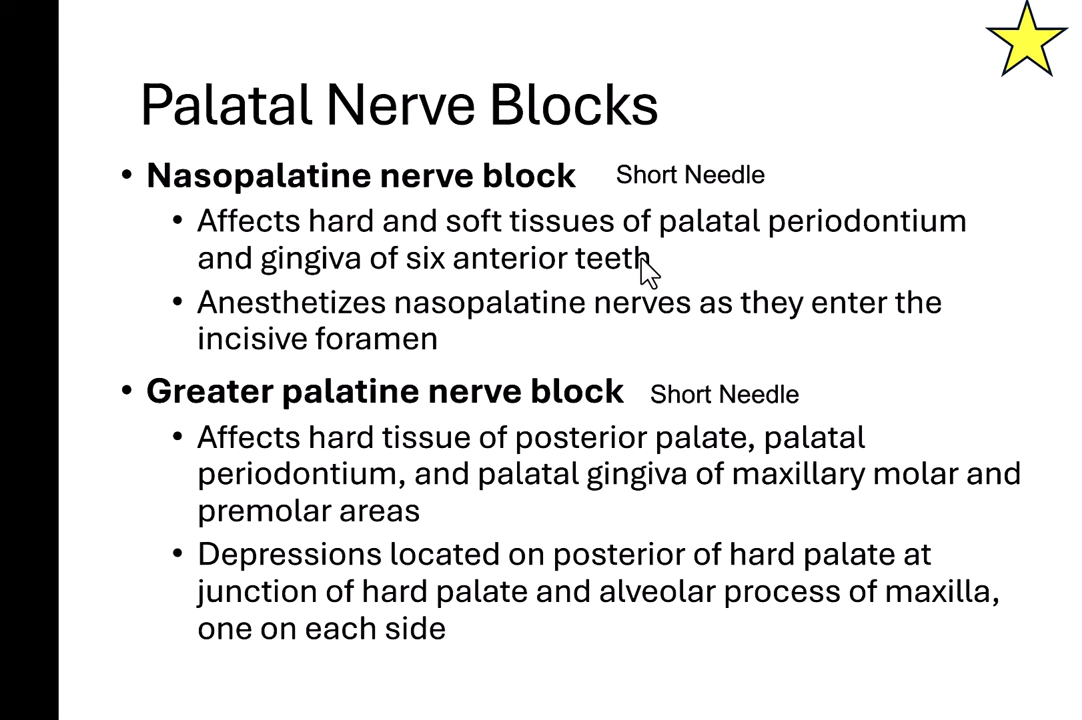 Palatal Nerve Blocks
• Nasopalatine nerve block Short Needle
• Affects hard and soft tissues of palatal periodontium
and gingiva of six anterior teeth
• Anesthetizes nasopalatine nerves as they enter the
incisive foramen
• Greater palatine nerve block Short Needle
• Affects hard tissue of posterior palate, palatal
periodontium, and palatal gingiva of maxillary molar and
premolar areas
• Depressions located on posterior of hard palate at
junction of hard palate and alveolar process of maxilla,
one on each side